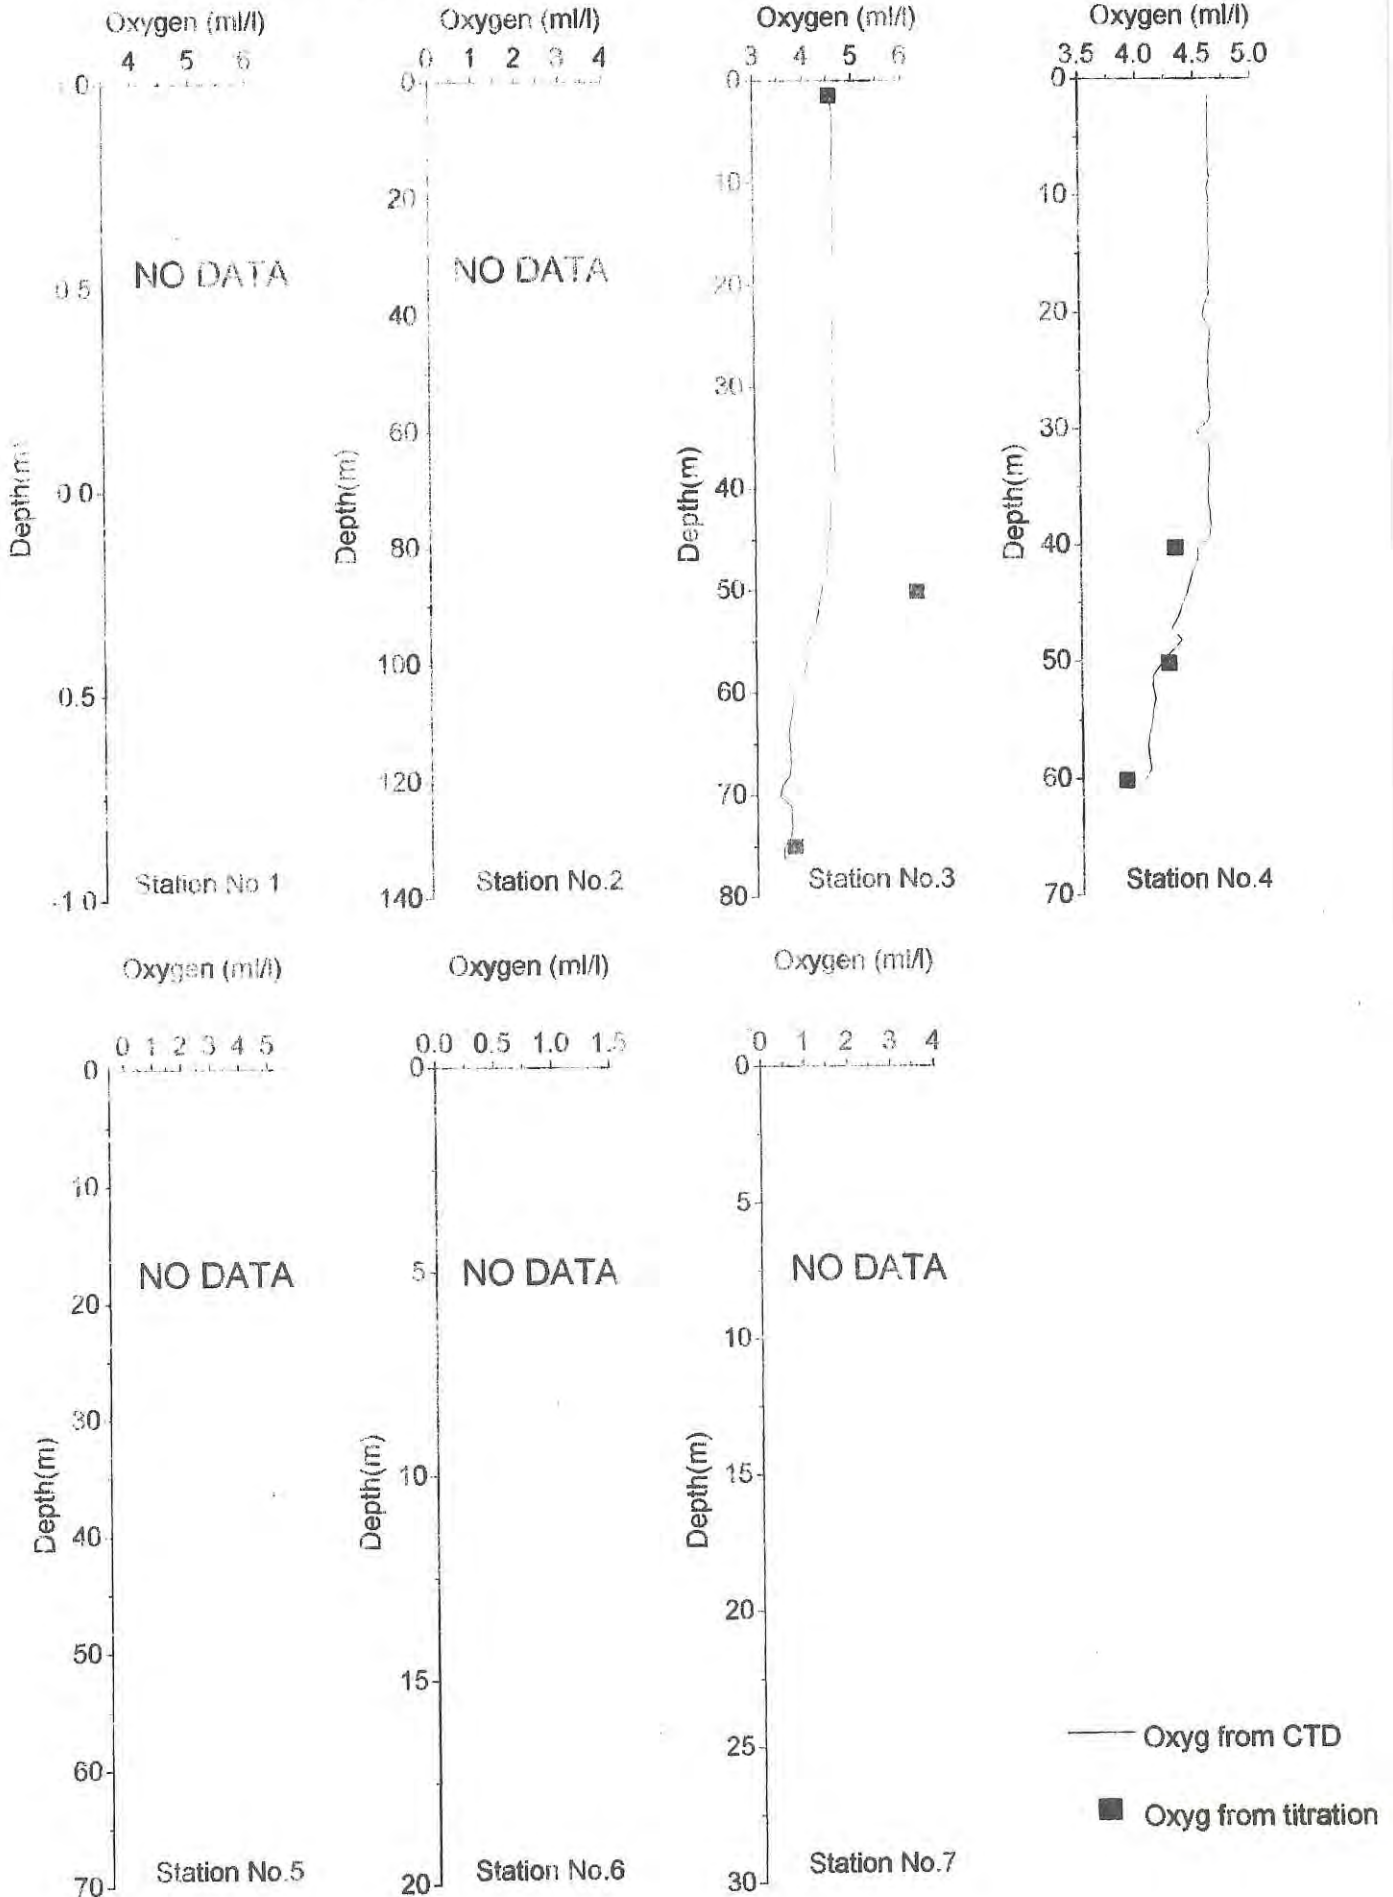 Oxygen (ml/l)
4 5 6
1.0
0.5
0.0
0.5
-1.0
Depth(m)
NO DATA
Station No 1
Oxygen (ml/l)
0 1 2 3 4
0
20
40
60
80
100
120
140
Depth(m)
NO DATA
Station No.2
Oxygen (ml/l)
3 4 5 6
0
10
20
30
40
50
60
70
80
Depth(m)
Station No.3
Oxygen (ml/l)
3.5 4.0 4.5 5.0
0
10
20
30
40
50
60
70
Depth(m)
Station No.4
Oxygen (ml/l)
0 1 2 3 4 5
0
10
20
30
40
50
60
70
Depth(m)
NO DATA
Station No.5
Oxygen (ml/l)
0.0 0.5 1.0 1.5
0
5
10
15
20
Depth(m)
NO DATA
Station No.6
Oxygen (ml/l)
0 1 2 3 4
0
5
10
15
20
25
30
Depth(m)
NO DATA
Station No.7
Oxyg from CTD
Oxyg from titration